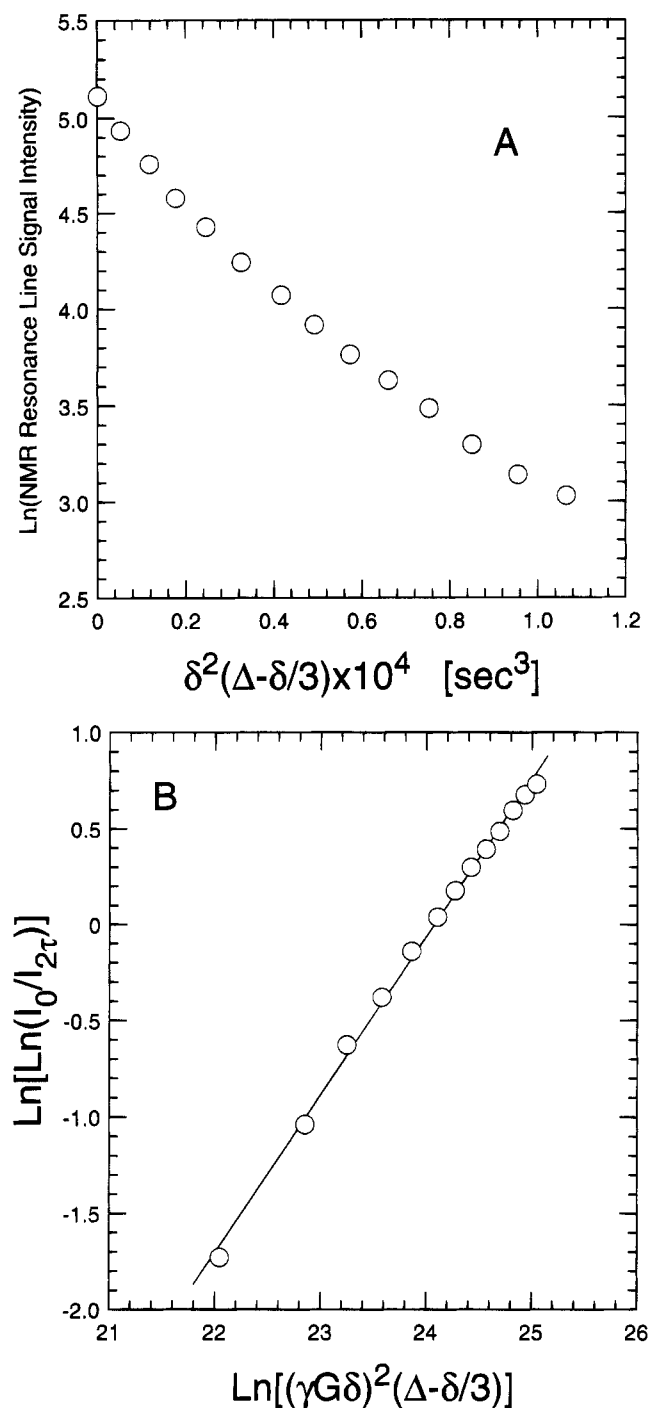 5.5
5.0
4.5
4.0
3.5
3.0
2.5
Ln(NMR Resonance Line Signal Intensity)
A
0 0.2 0.4 0.6 0.8 1.0 1.2
δ²(Δ-δ/3)x10⁴ [sec³]
1.0
0.5
0
-0.5
-1.0
-1.5
-2.0
Ln[Ln(I₀/I₂τ)]
B
21 22 23 24 25 26
Ln[(γGδ)²(Δ-δ/3)]